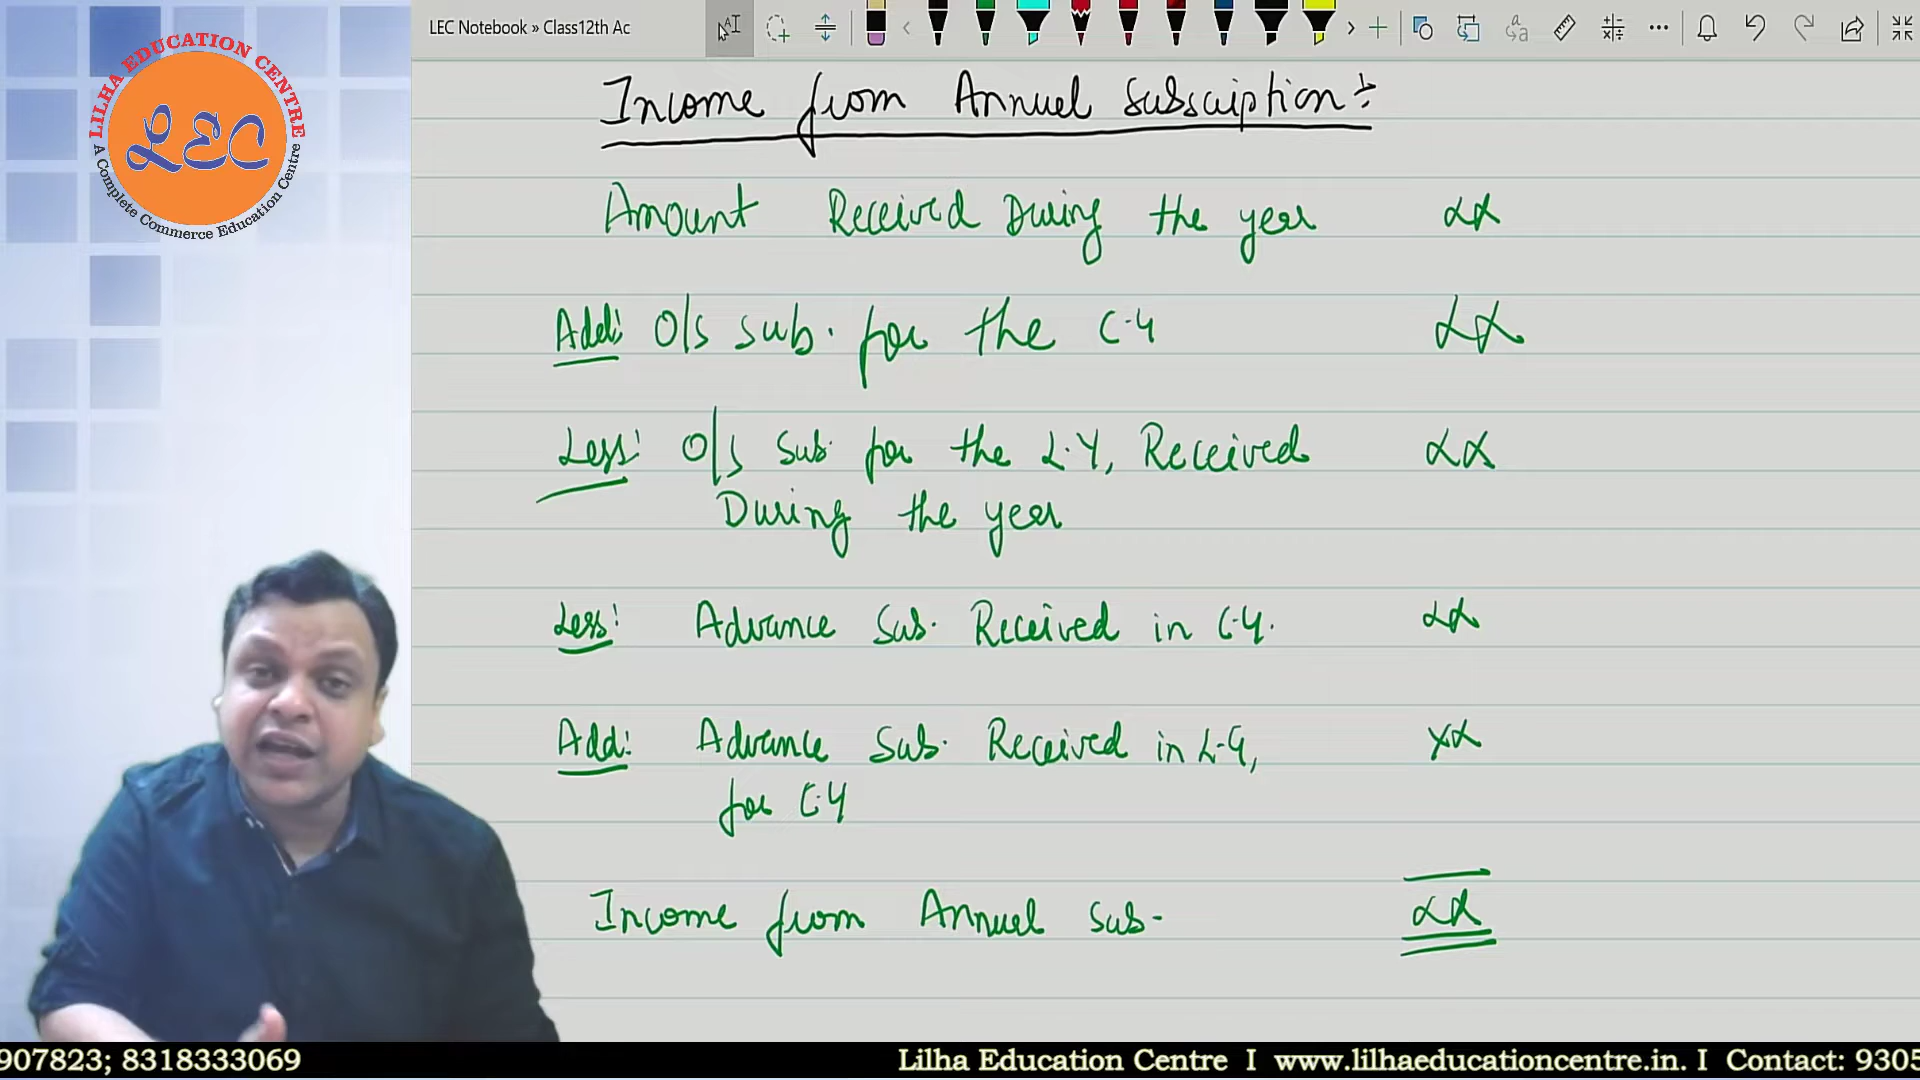 LILHA EDUCATION CENTRE
LEC
A Complete Commerce Education Centre
LEC Notebook » Class12th Ac
Income from Annual Subscription:
Amount Received During the year xx
Add: O/S sub. for the C.Y xx
Less: O/S Sub for the L.Y, Received xx
During the year
Less: Advance Sub. Received in C.Y. xx
Add: Advance Sub. Received in L.Y, xx
for C.Y
Income from Annual Sub- xx
907823; 8318333069 Lilha Education Centre I www.lilhaeducationcentre.in. I Contact: 9305